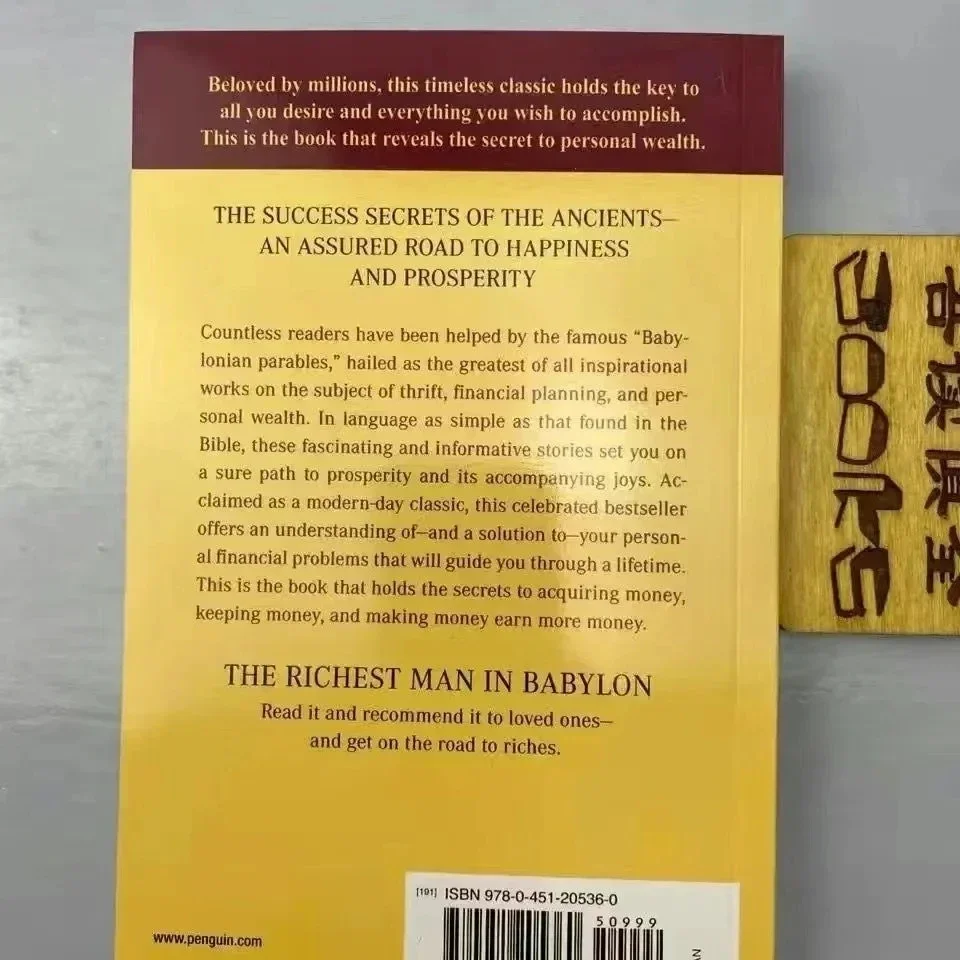 Beloved by millions, this timeless classic holds the key to
all you desire and everything you wish to accomplish.
This is the book that reveals the secret to personal wealth.
THE SUCCESS SECRETS OF THE ANCIENTS—
AN ASSURED ROAD TO HAPPINESS
AND PROSPERITY
Countless readers have been helped by the famous “Baby-
lonian parables,” hailed as the greatest of all inspirational
works on the subject of thrift, financial planning, and per-
sonal wealth. In language as simple as that found in the
Bible, these fascinating and informative stories set you on
a sure path to prosperity and its accompanying joys. Ac-
claimed as a modern-day classic, this celebrated bestseller
offers an understanding of—and a solution to—your person-
al financial problems that will guide you through a lifetime.
This is the book that holds the secrets to acquiring money,
keeping money, and making money earn more money.
THE RICHEST MAN IN BABYLON
Read it and recommend it to loved ones—
and get on the road to riches.
[191] ISBN 978-0-451-20536-0
50999
www.penguin.com
BOOKS